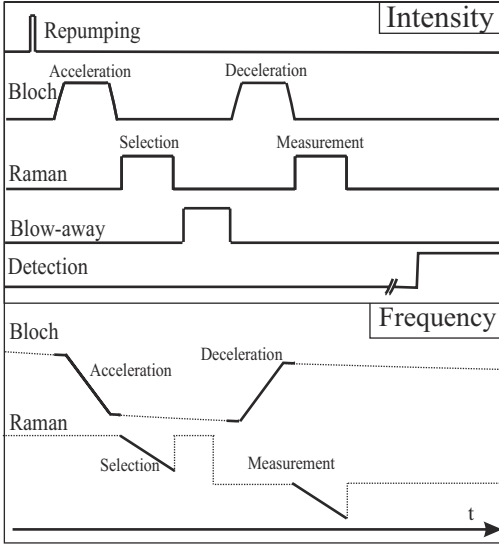 Intensity
Repumping
Acceleration
Deceleration
Bloch
Selection
Measurement
Raman
Blow-away
Detection
Frequency
Bloch
Acceleration
Deceleration
Raman
Selection
Measurement
t